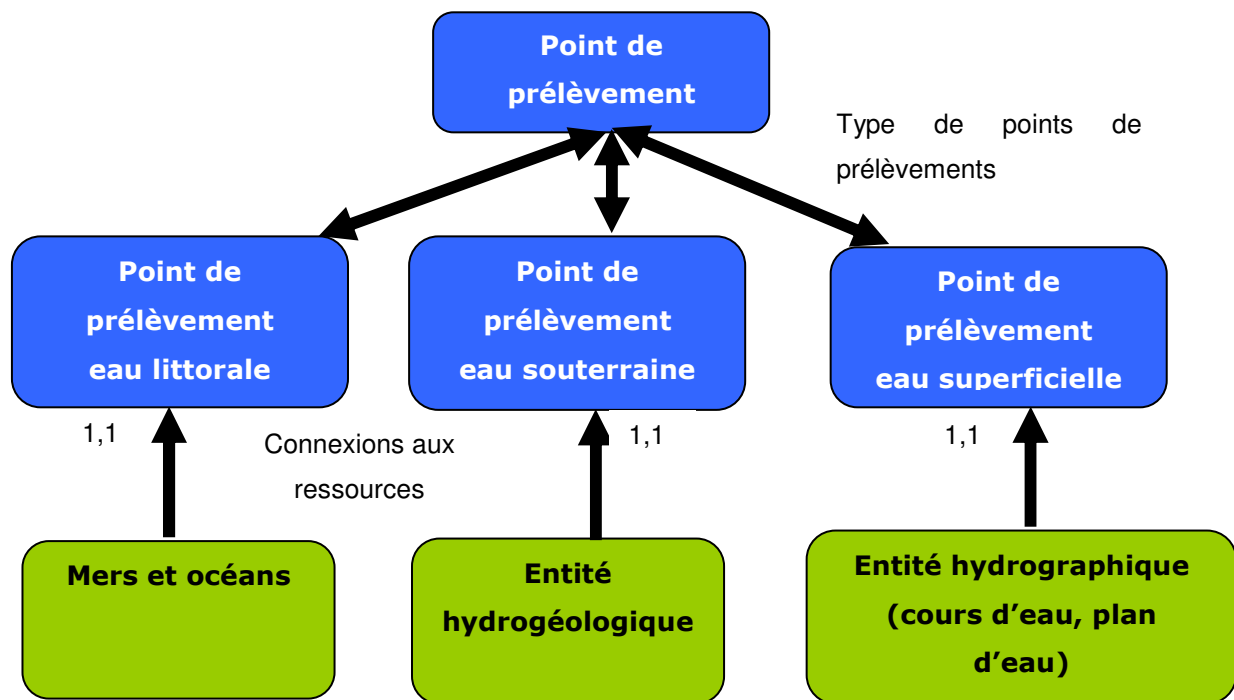 Point de
prélèvement
Type de points de
prélèvements
Point de
prélèvement
eau littorale
Point de
prélèvement
eau souterraine
Point de
prélèvement
eau superficielle
1,1
Connexions aux
ressources
1,1
1,1
Mers et océans
Entité
hydrogéologique
Entité hydrographique
(cours d’eau, plan
d’eau)